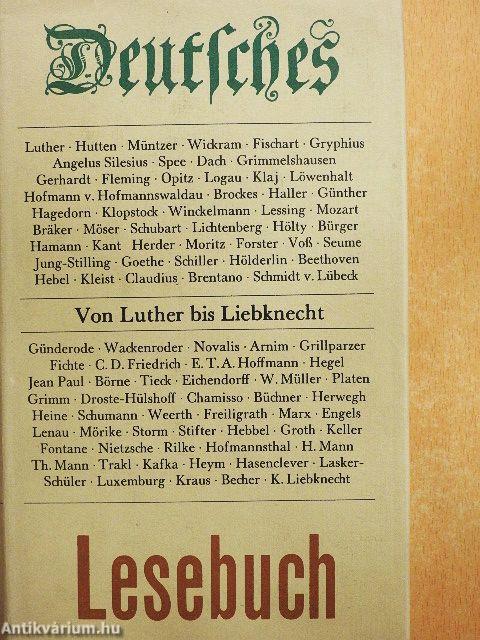 Deutsches
Luther · Hutten · Müntzer · Wickram · Fischart · Gryphius
Angelus Silesius · Spee · Dach · Grimmelshausen
Gerhardt · Fleming · Opitz · Logau · Klaj · Löwenhalt
Hofmann v. Hofmannswaldau · Brockes · Haller · Günther
Hagedorn · Klopstock · Winckelmann · Lessing · Mozart
Bräker · Möser · Schubart · Lichtenberg · Hölty · Bürger
Hamann · Kant Herder · Moritz · Forster · Voß · Seume
Jung-Stilling · Goethe · Schiller · Hölderlin · Beethoven
Hebel · Kleist · Claudius · Brentano · Schmidt v. Lübeck
Von Luther bis Liebknecht
Günderode · Wackenroder · Novalis · Arnim · Grillparzer
Fichte · C. D. Friedrich · E. T. A. Hoffmann · Hegel
Jean Paul · Börne · Tieck · Eichendorff · W. Müller · Platen
Grimm · Droste-Hülshoff · Chamisso · Büchner · Herwegh
Heine · Schumann · Weerth · Freiligrath · Marx · Engels
Lenau · Mörike · Storm · Stifter · Hebbel · Groth · Keller
Fontane · Nietzsche · Rilke · Hofmannsthal · H. Mann
Th. Mann · Trakl · Kafka · Heym · Hasenclever · Lasker-
Schüler · Luxemburg · Kraus · Becher · K. Liebknecht
Lesebuch
Antikvárium.hu